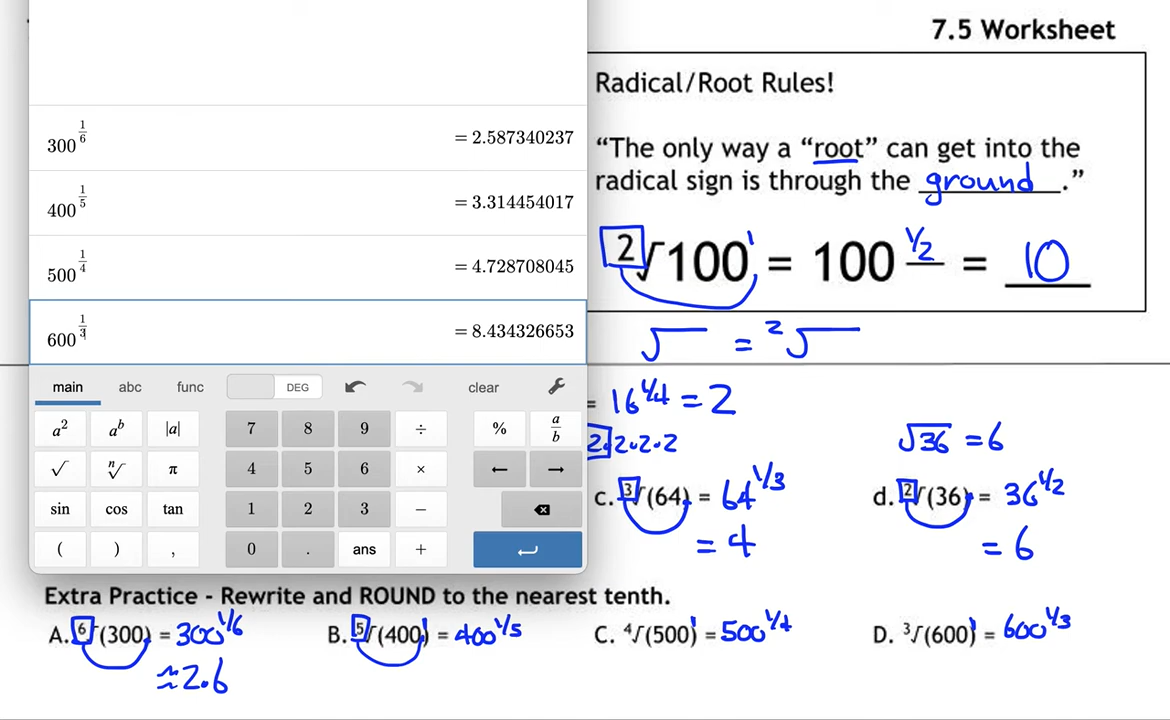 7.5 Worksheet
Radical/Root Rules!
“The only way a “root” can get into the
radical sign is through the ground.”
2√100¹ = 100 1/2 = 10
√ = 2√
300^1/6 = 2.587340237
400^1/5 = 3.314454017
500^1/4 = 4.728708045
600^1/3 = 8.434326653
main abc func DEG clear
a² a^b |a| 7 8 9 ÷ % a/b
√ ⁿ√ π 4 5 6 × ← →
sin cos tan 1 2 3 −
( ) , 0 . ans +
= 16^1/4 = 2
2·2·2·2
√36 = 6
c. ³√(64) = 64^1/3
= 4
d. ²√(36) = 36^1/2
= 6
Extra Practice - Rewrite and ROUND to the nearest tenth.
A. ⁶√(300) = 300^1/6
≈2.6
B. ⁵√(400)¹ = 400^1/5
C. ⁴√(500)¹ = 500^1/4
D. ³√(600)¹ = 600^1/3